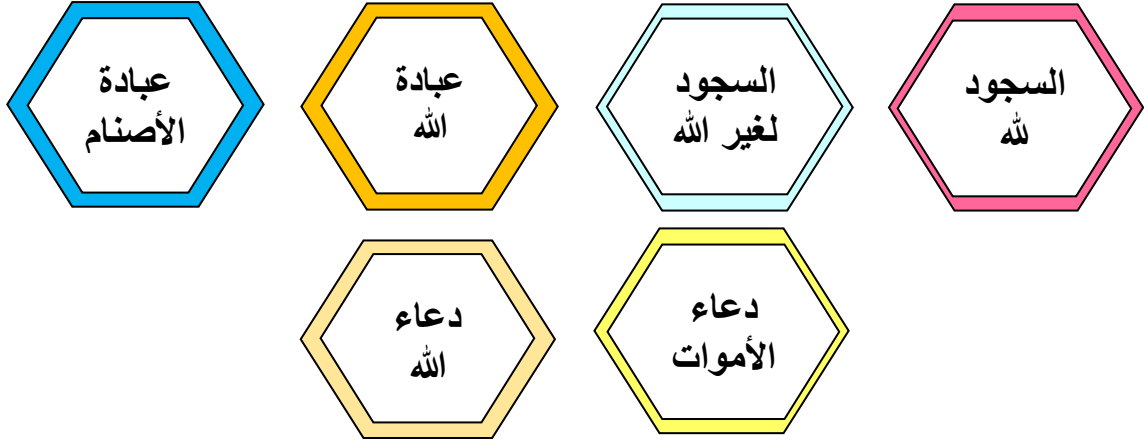 السجود
لله
السجود
لغير الله
عبادة
الله
عبادة
الأصنام
دعاء
الأموات
دعاء
الله